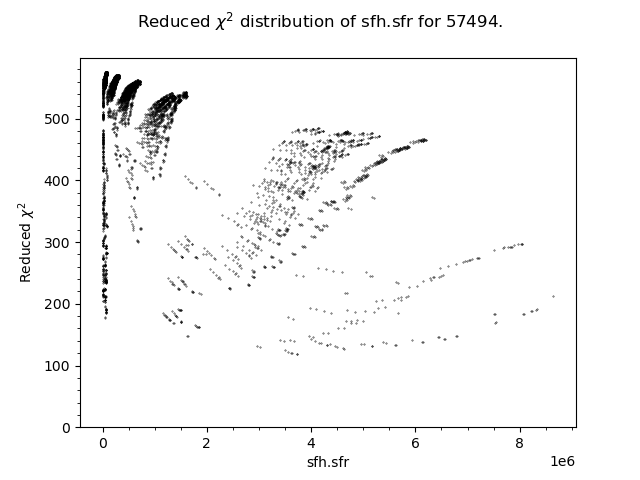 Reduced χ² distribution of sfh.sfr for 57494.
Reduced χ²
500
400
300
200
100
0
0 2 4 6 8
1e6
sfh.sfr